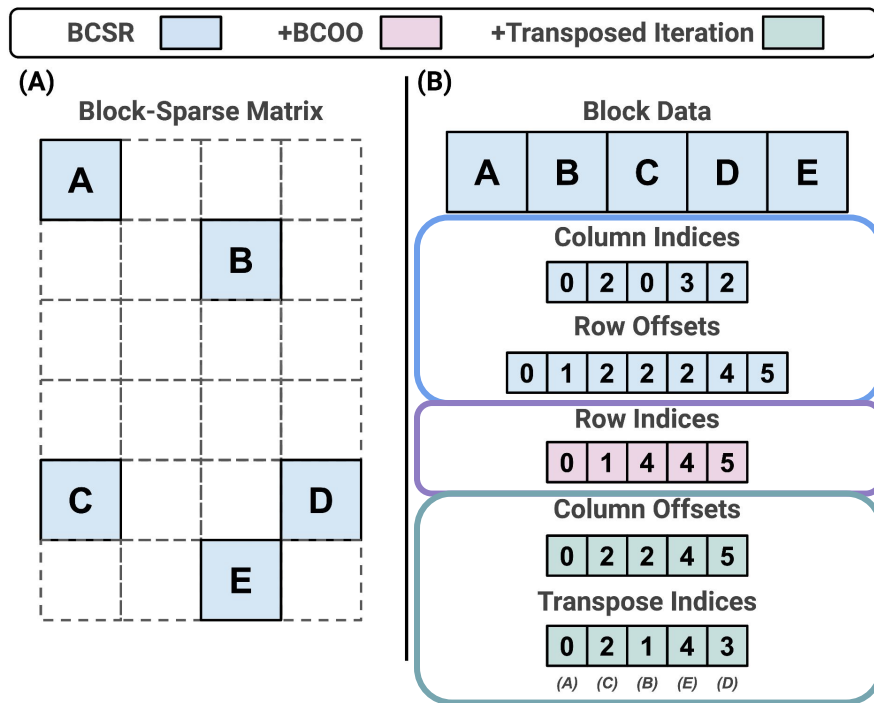 BCSR +BCOO +Transposed Iteration
(A)
Block-Sparse Matrix
A
B
C D
E
(B)
Block Data
A B C D E
Column Indices
0 2 0 3 2
Row Offsets
0 1 2 2 2 4 5
Row Indices
0 1 4 4 5
Column Offsets
0 2 2 4 5
Transpose Indices
0 2 1 4 3
(A) (C) (B) (E) (D)